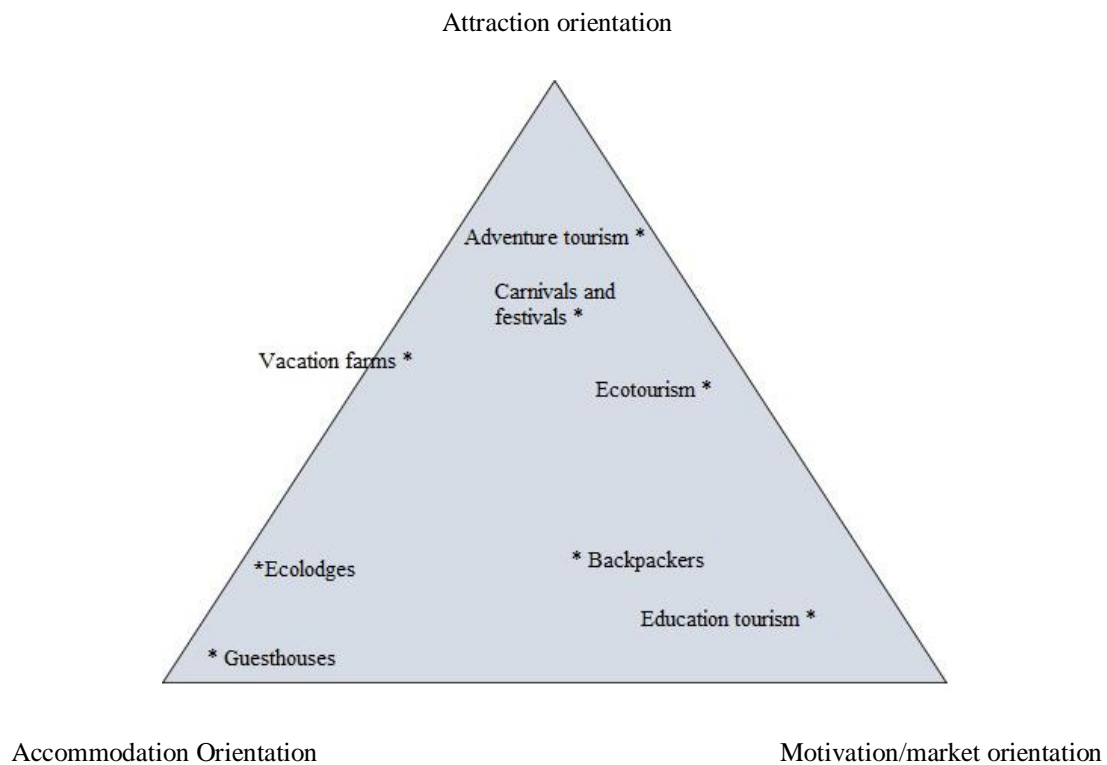 Attraction orientation
Adventure tourism *
Carnivals and
festivals *
Vacation farms *
Ecotourism *
* Backpackers
*Ecolodges
Education tourism *
* Guesthouses
Accommodation Orientation
Motivation/market orientation